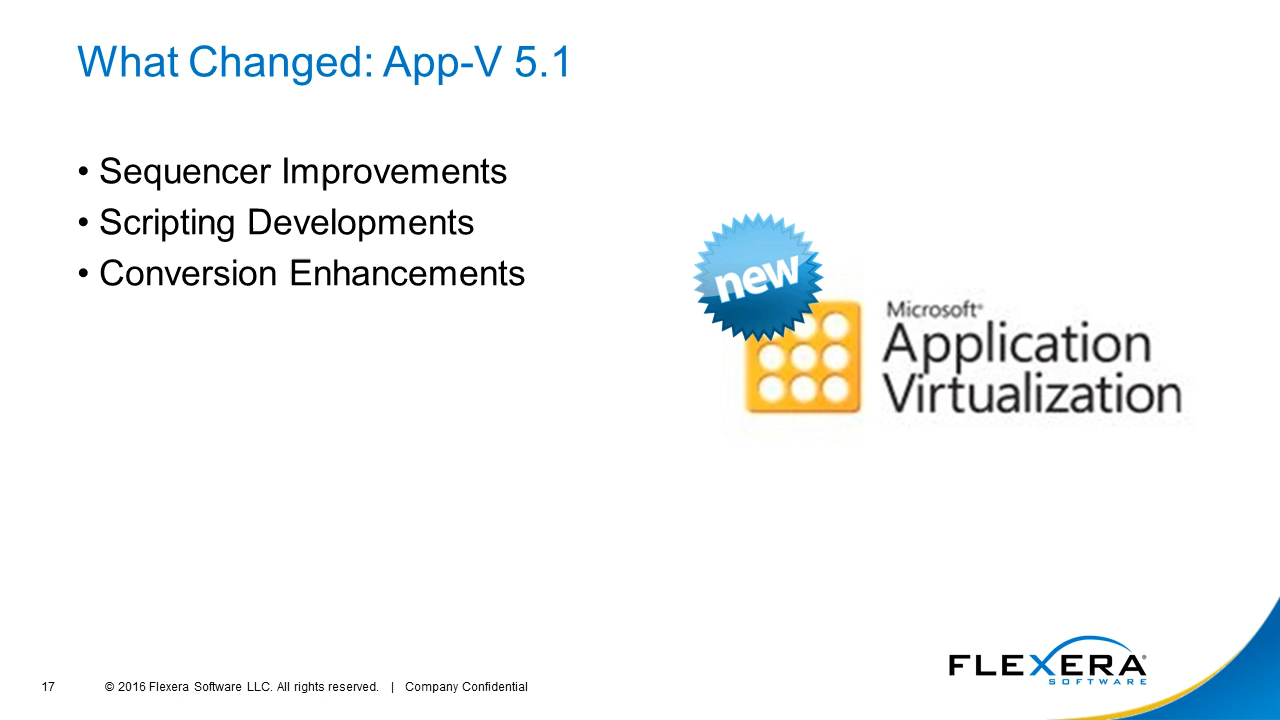 What Changed: App-V 5.1
• Sequencer Improvements
• Scripting Developments
• Conversion Enhancements
new
Microsoft®
Application
Virtualization
FLEXERA®
SOFTWARE
17 © 2016 Flexera Software LLC. All rights reserved. | Company Confidential